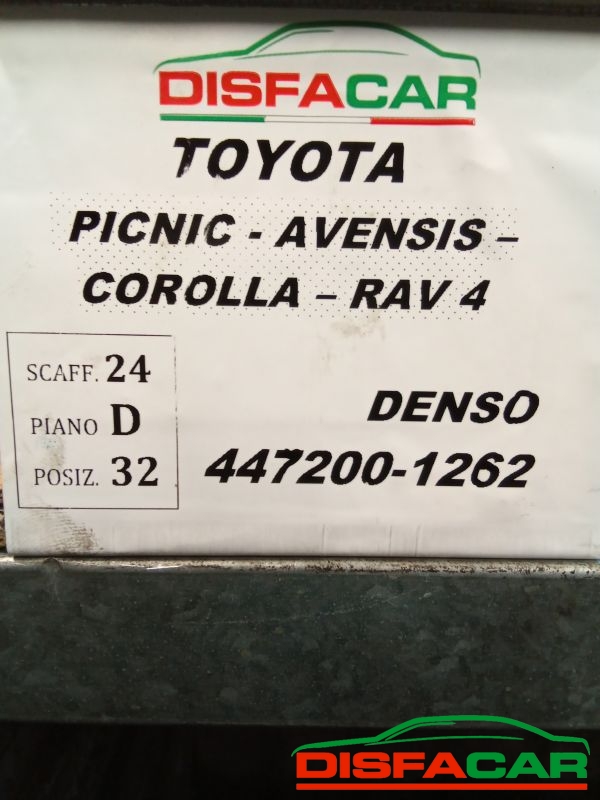 DISFACAR
TOYOTA
PICNIC - AVENSIS –
COROLLA – RAV 4
SCAFF. 24
PIANO D
POSIZ. 32
DENSO
447200-1262
DISFACAR